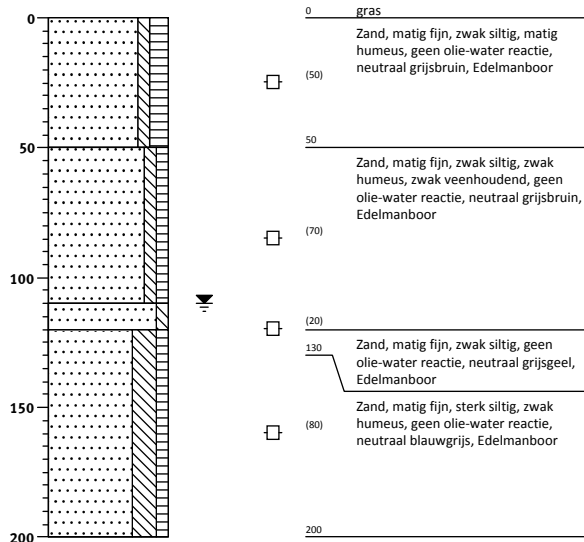 0
50
100
150
200
0
gras
Zand, matig fijn, zwak siltig, matig
humeus, geen olie-water reactie,
neutraal grijsbruin, Edelmanboor
(50)
50
Zand, matig fijn, zwak siltig, zwak
humeus, zwak veenhoudend, geen
olie-water reactie, neutraal grijsbruin,
Edelmanboor
(70)
(20)
130
Zand, matig fijn, zwak siltig, geen
olie-water reactie, neutraal grijsgeel,
Edelmanboor
Zand, matig fijn, sterk siltig, zwak
humeus, geen olie-water reactie,
neutraal blauwgrijs, Edelmanboor
(80)
200